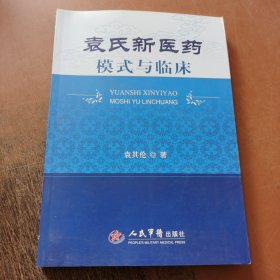 袁氏新医药
模式与临床
YUANSHI XINYIYAO
MOSHI YU LINCHUANG
袁其伦 ◎ 著
人民军医出版社
PEOPLE'S MILITARY MEDICAL PRESS